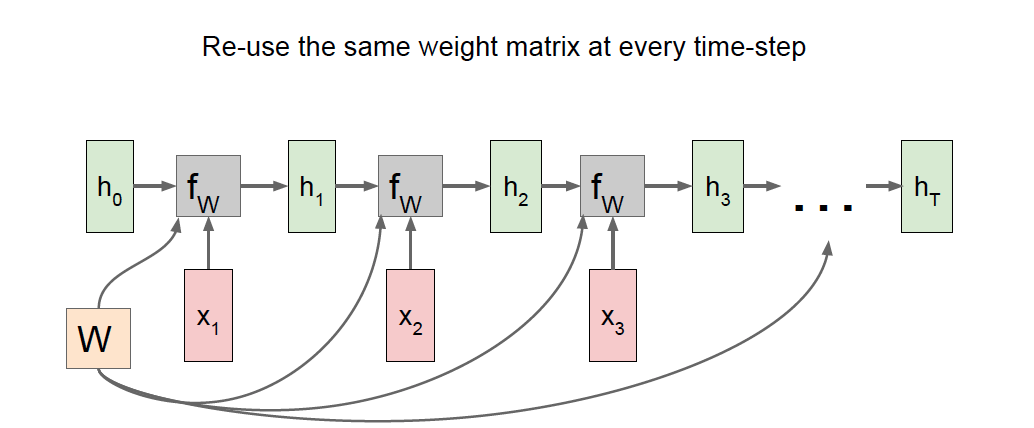 Re-use the same weight matrix at every time-step
h0 fW h1 fW h2 fW h3 ... hT
x1 x2 x3
W